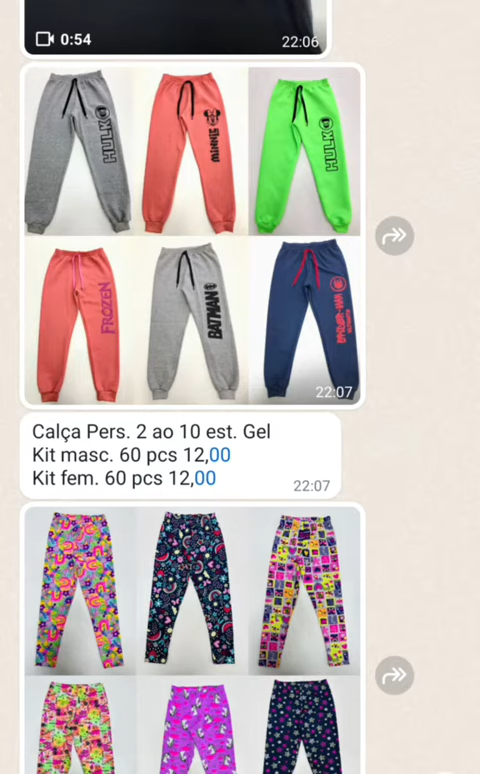 0:54
22:06
HULK
MINNIE
HULK
FROZEN
BATMAN
22:07
Calça Pers. 2 ao 10 est. Gel
Kit masc. 60 pcs 12,00
Kit fem. 60 pcs 12,00
22:07